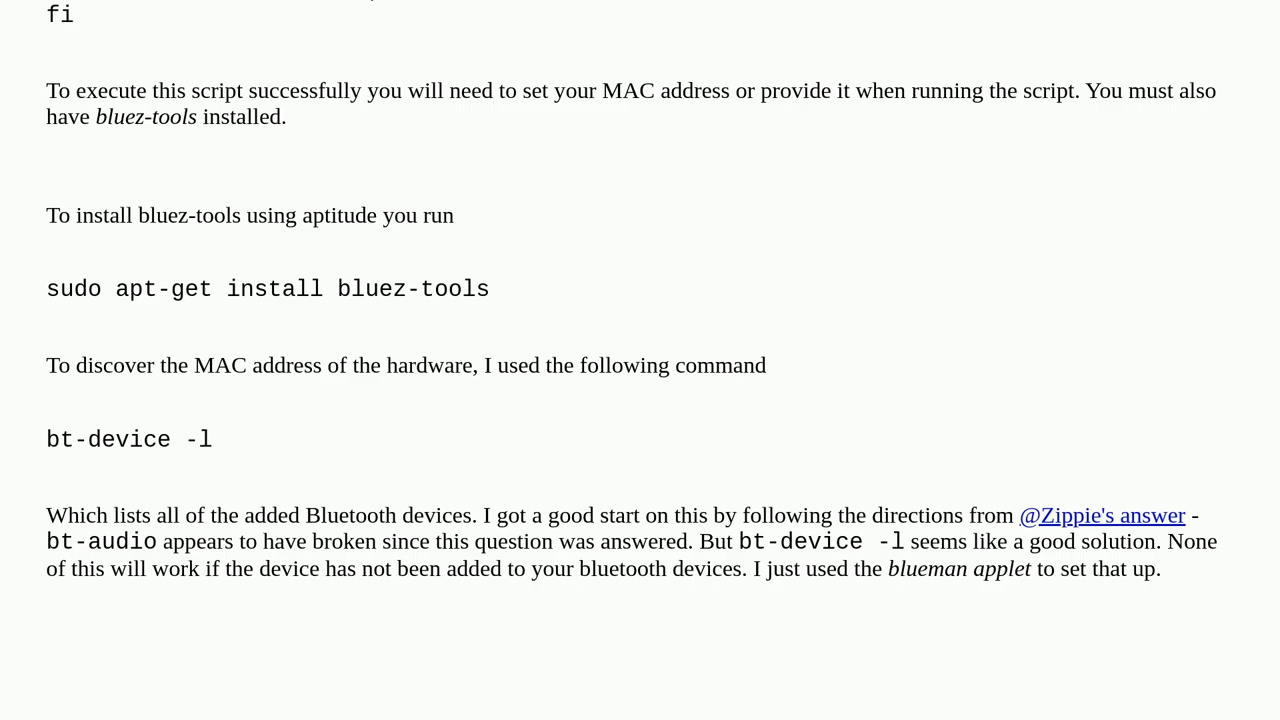 fi
To execute this script successfully you will need to set your MAC address or provide it when running the script. You must also
have bluez-tools installed.
To install bluez-tools using aptitude you run
sudo apt-get install bluez-tools
To discover the MAC address of the hardware, I used the following command
bt-device -l
Which lists all of the added Bluetooth devices. I got a good start on this by following the directions from @Zippie's answer -
bt-audio appears to have broken since this question was answered. But bt-device -l seems like a good solution. None
of this will work if the device has not been added to your bluetooth devices. I just used the blueman applet to set that up.